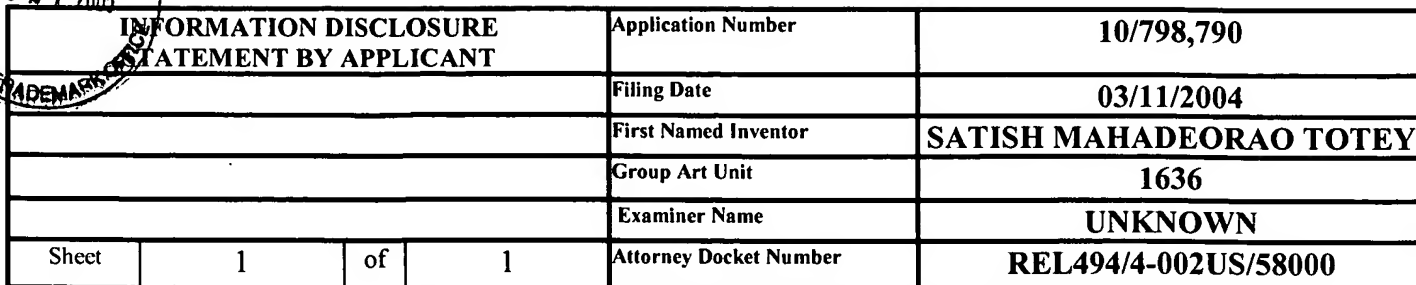 INFORMATION DISCLOSURE
STATEMENT BY APPLICANT
Application Number 10/798,790
Filing Date 03/11/2004
First Named Inventor SATISH MAHADEORAO TOTEY
Group Art Unit 1636
Examiner Name UNKNOWN
Sheet 1 of 1 Attorney Docket Number REL494/4-002US/58000